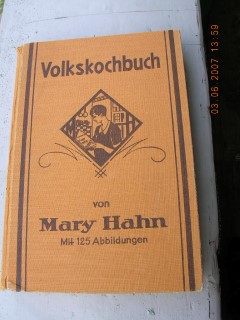 Volkskochbuch
von
Mary Hahn
Mit 125 Abbildungen
03 06 2007 13:59